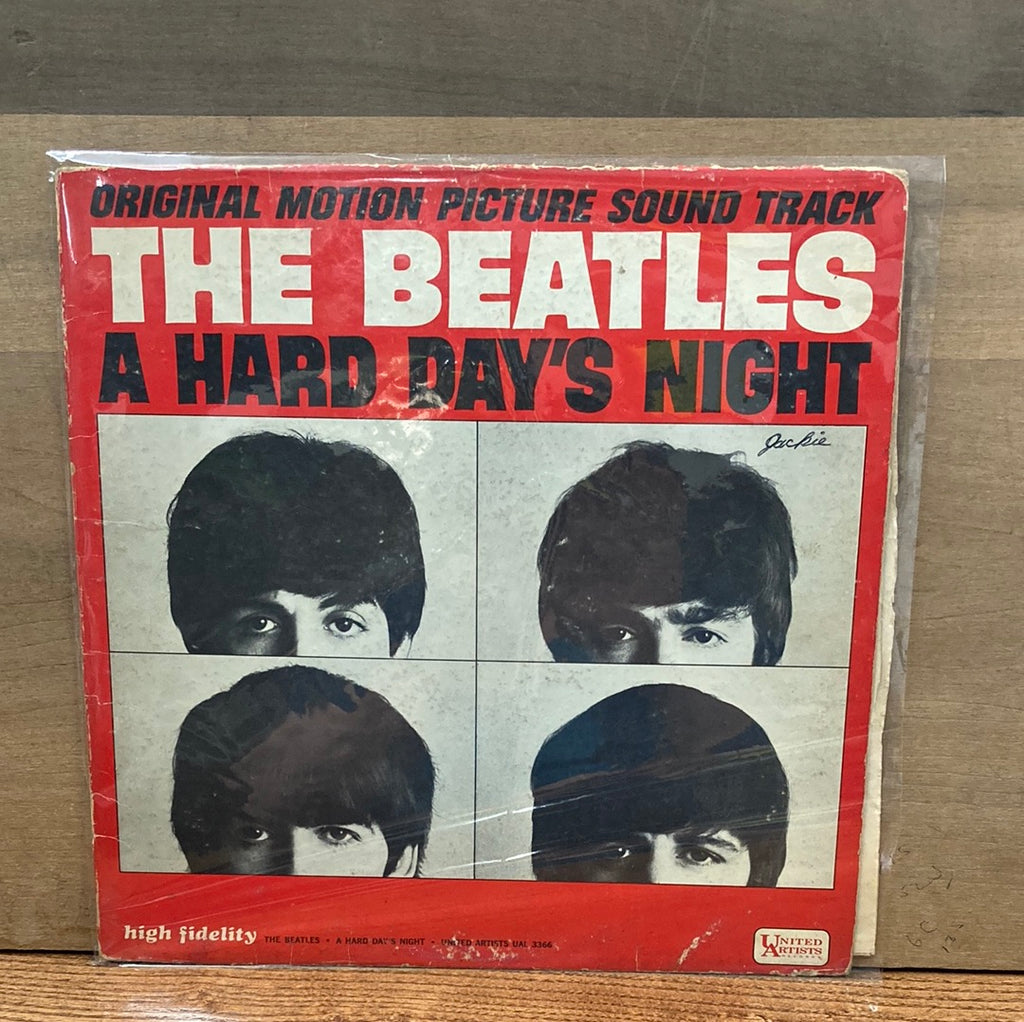 ORIGINAL MOTION PICTURE SOUND TRACK
THE BEATLES
A HARD DAY'S NIGHT
Jackie
high fidelity THE BEATLES • A HARD DAY'S NIGHT • UNITED ARTISTS UAL 3366
UNITED
ARTISTS
RECORDS